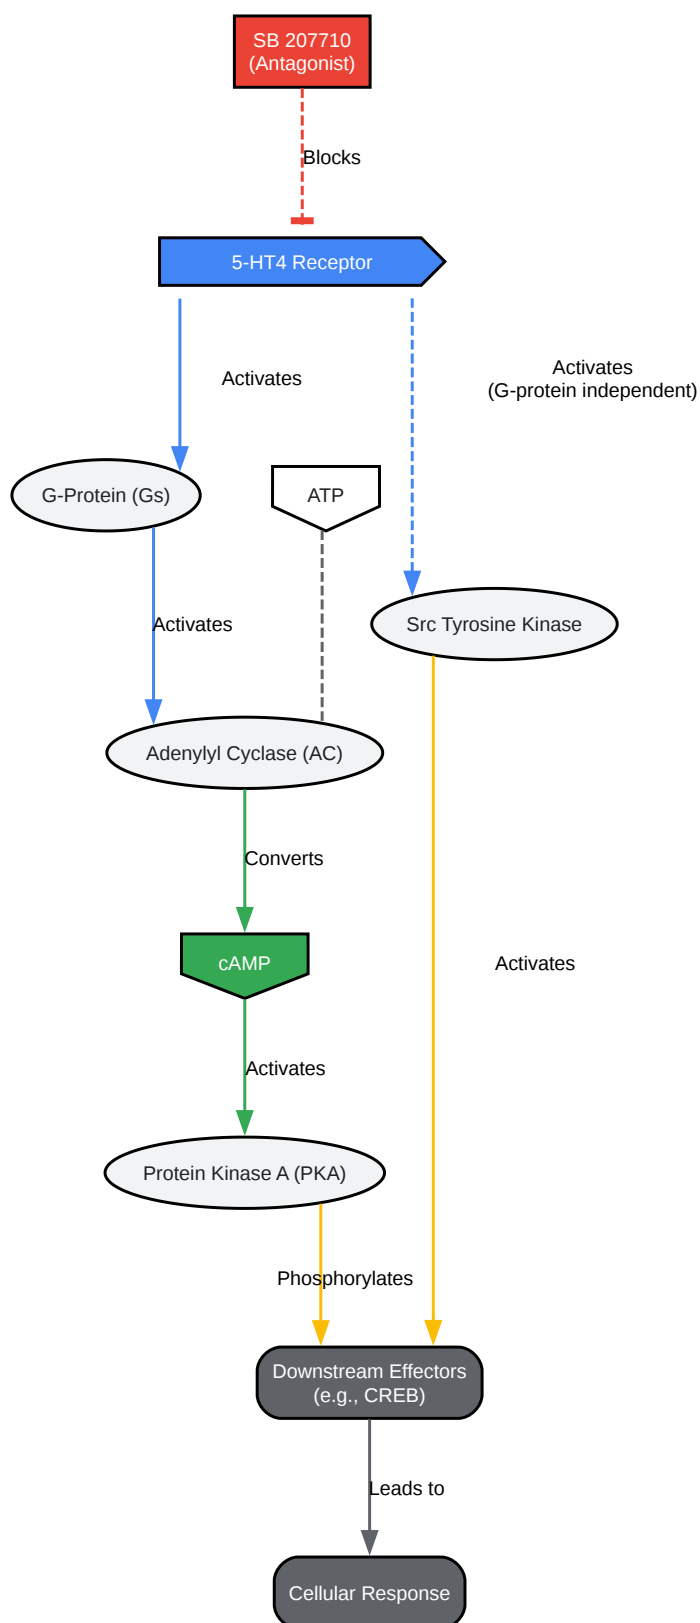 SB 207710
(Antagonist)
Blocks
5-HT4 Receptor
Activates
Activates
(G-protein independent)
G-Protein (Gs)
ATP
Activates
Src Tyrosine Kinase
Adenylyl Cyclase (AC)
Converts
cAMP
Activates
Activates
Protein Kinase A (PKA)
Phosphorylates
Downstream Effectors
(e.g., CREB)
Leads to
Cellular Response